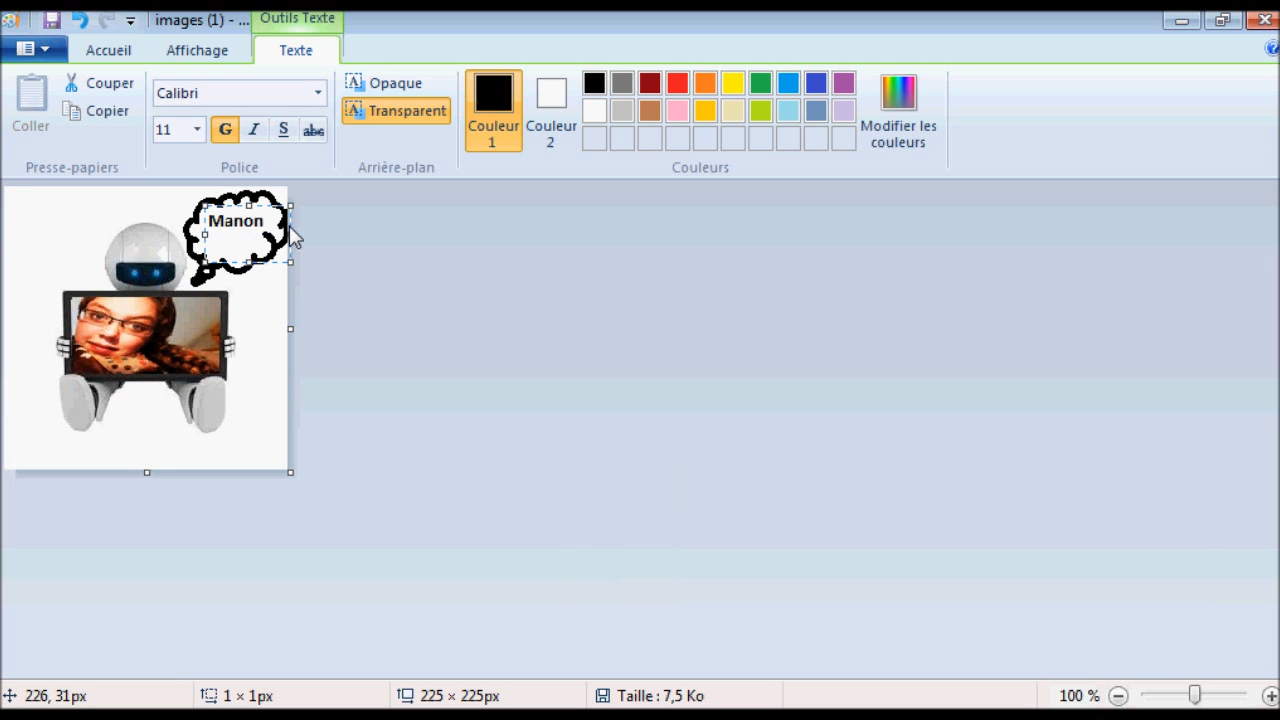 images (1) - ...
Outils Texte
Accueil
Affichage
Texte
Couper
Copier
Coller
Presse-papiers
Calibri
11
G I S abc
Police
Opaque
Transparent
Arrière-plan
Couleur 1
Couleur 2
Modifier les couleurs
Couleurs
Manon
226, 31px
1 × 1px
225 × 225px
Taille : 7,5 Ko
100 %